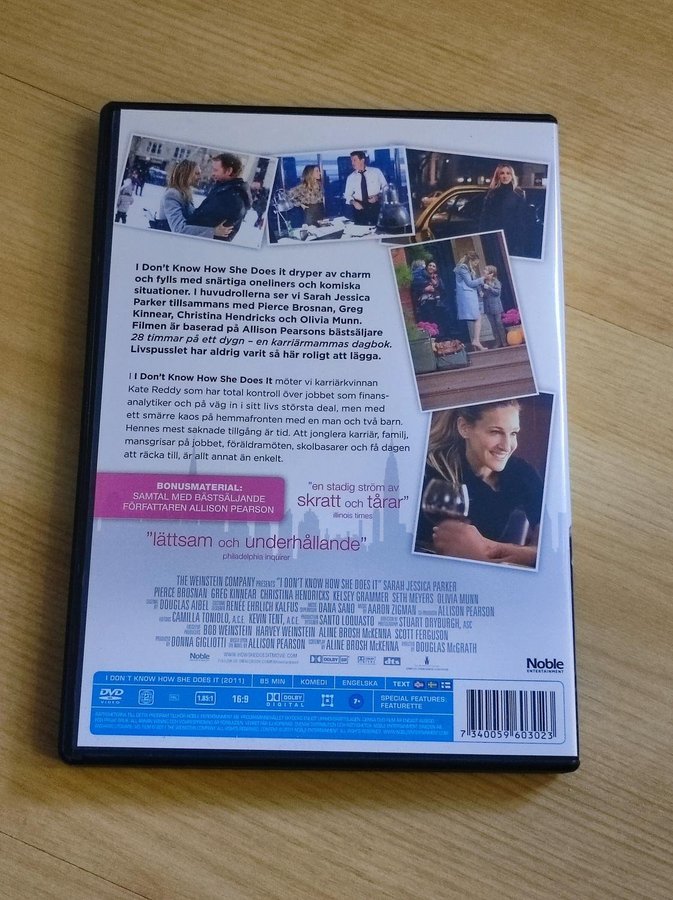 I Don't Know How She Does it dryper av charm
och fylls med snärtiga oneliners och komiska
situationer. I huvudrollerna ser vi Sarah Jessica
Parker tillsammans med Pierce Brosnan, Greg
Kinnear, Christina Hendricks och Olivia Munn.
Filmen är baserad på Allison Pearsons bästsäljare
28 timmar på ett dygn – en karriärmammas dagbok.
Livspusslet har aldrig varit så här roligt att lägga.
I I Don't Know How She Does It möter vi karriärkvinnan
Kate Reddy som har total kontroll över jobbet som finans-
analytiker och på väg in i sitt livs största deal, men med
ett smärre kaos på hemmafronten med en man och två barn.
Hennes mest saknade tillgång är tid. Att jonglera karriär, familj,
mansgrisar på jobbet, föräldramöten, skolbasarer och få dagen
att räcka till, är allt annat än enkelt.
BONUSMATERIAL:
SAMTAL MED BÄSTSÄLJANDE
FÖRFATTAREN ALLISON PEARSON
"en stadig ström av
skratt och tårar"
illinois times
"lättsam och underhållande"
philadelphia inquirer
THE WEINSTEIN COMPANY PRESENTS "I DON'T KNOW HOW SHE DOES IT" SARAH JESSICA PARKER
PIERCE BROSNAN GREG KINNEAR CHRISTINA HENDRICKS KELSEY GRAMMER SETH MEYERS OLIVIA MUNN
DOUGLAS AIBEL RENÉE EHRLICH KALFUS DANA SANO AARON ZIGMAN ALLISON PEARSON
CAMILLA TONIOLO, A.C.E. KEVIN TENT, A.C.E. SANTO LOQUASTO STUART DRYBURGH, ASC
BOB WEINSTEIN HARVEY WEINSTEIN ALINE BROSH McKENNA SCOTT FERGUSON
DONNA GIGLIOTTI ALLISON PEARSON ALINE BROSH McKENNA DOUGLAS McGRATH
Noble
DOLBY SR
dts
Noble
ENTERTAINMENT
I DON T KNOW HOW SHE DOES IT (2011) 85 MIN KOMEDI ENGELSKA TEXT
DVD VIDEO 1.85:1 16:9 DOLBY DIGITAL 7+ SPECIAL FEATURES:
FEATURETTE
7 340059 603023